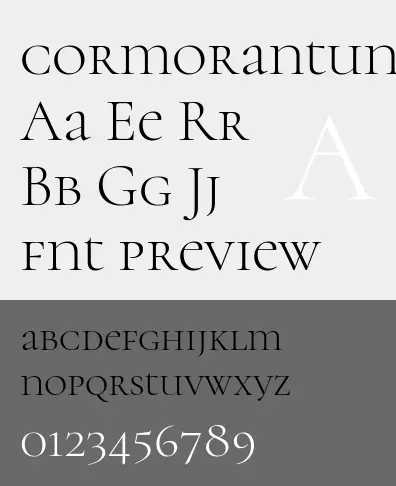 cormorantun
Aa Ee Rr
A
Bb Gg Jj
fnt preview
abcdefghijklm
nopqrstuvwxyz
0123456789